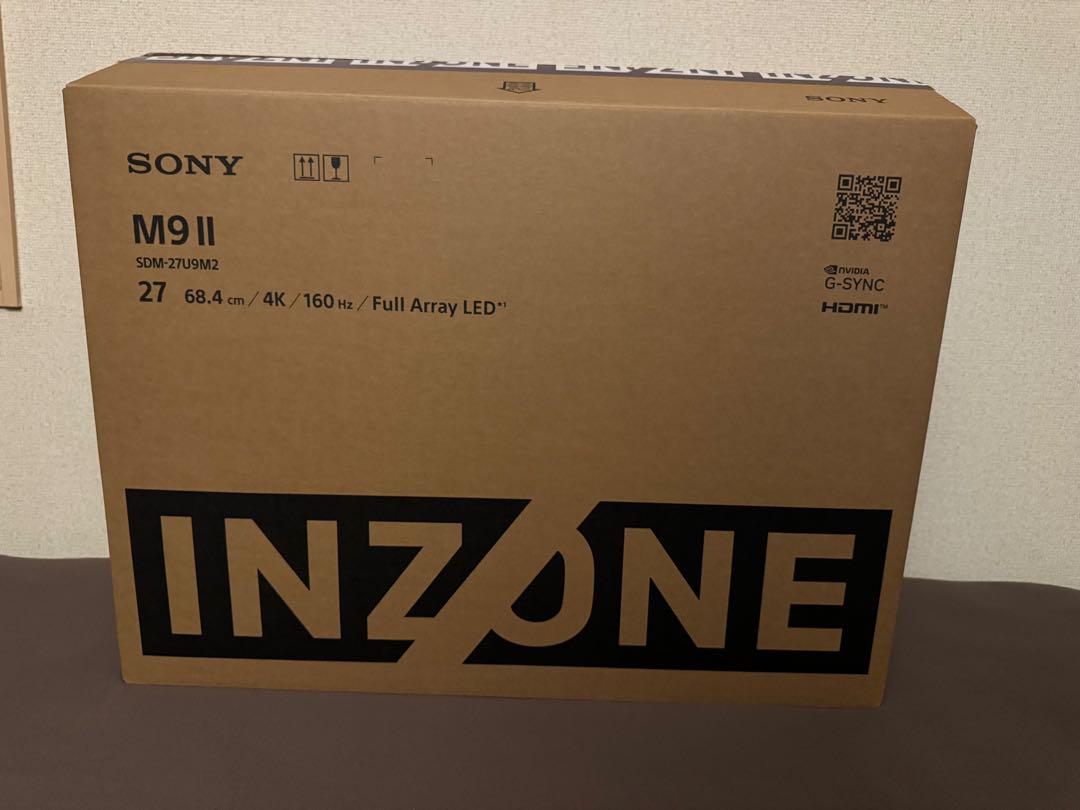 SONY
SONY
M9 II
SDM-27U9M2
27 68.4 cm / 4K / 160 Hz / Full Array LED*1
NVIDIA
G-SYNC
HDMI™
INZONE